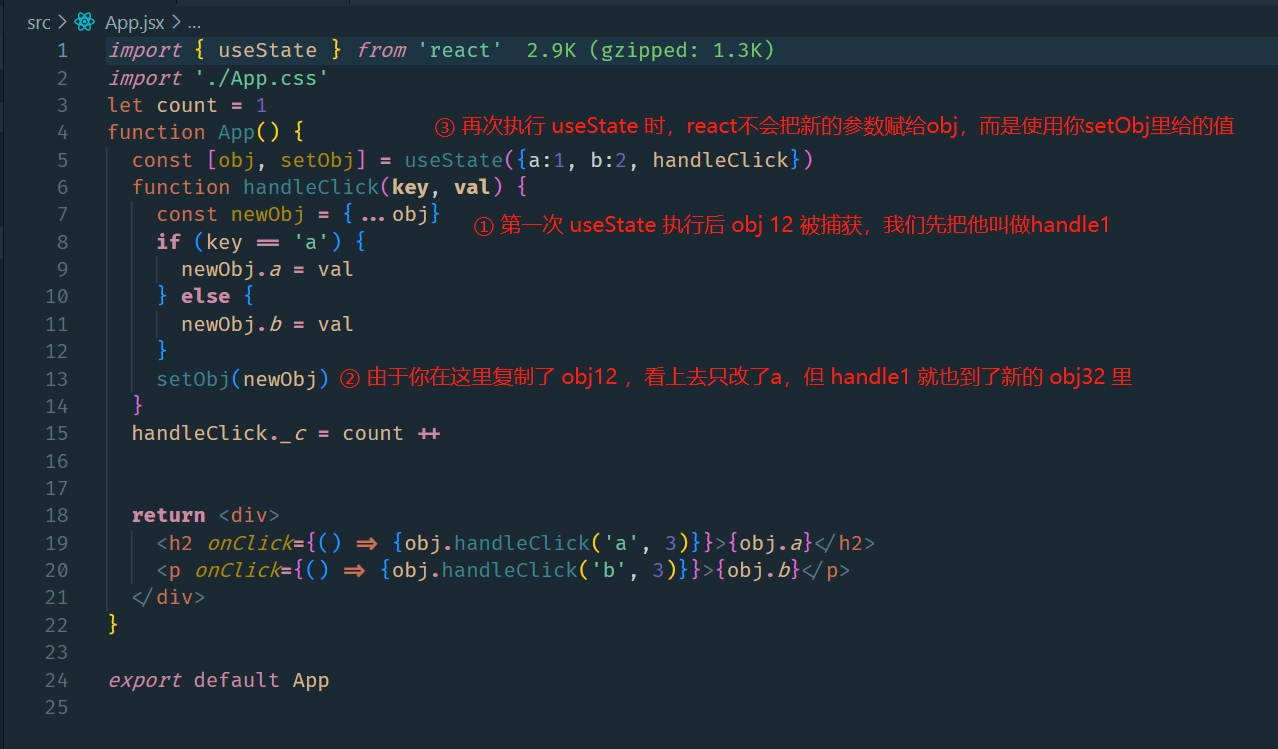 src > App.jsx > ...
1 import { useState } from 'react' 2.9K (gzipped: 1.3K)
2 import './App.css'
3 let count = 1
4 function App() {
③ 再次执行 useState 时，react不会把新的参数赋给obj，而是使用你setObj里给的值
5 const [obj, setObj] = useState({a:1, b:2, handleClick})
6 function handleClick(key, val) {
7 const newObj = {...obj}
① 第一次 useState 执行后 obj 12 被捕获，我们先把他叫做handle1
8 if (key == 'a') {
9 newObj.a = val
10 } else {
11 newObj.b = val
12 }
13 setObj(newObj) ② 由于你在这里复制了 obj12 ，看上去只改了a，但 handle1 就也到了新的 obj32 里
14 }
15 handleClick._c = count ++
16
17
18 return <div>
19 <h2 onClick={() => {obj.handleClick('a', 3)}}>{obj.a}</h2>
20 <p onClick={() => {obj.handleClick('b', 3)}}>{obj.b}</p>
21 </div>
22 }
23
24 export default App
25